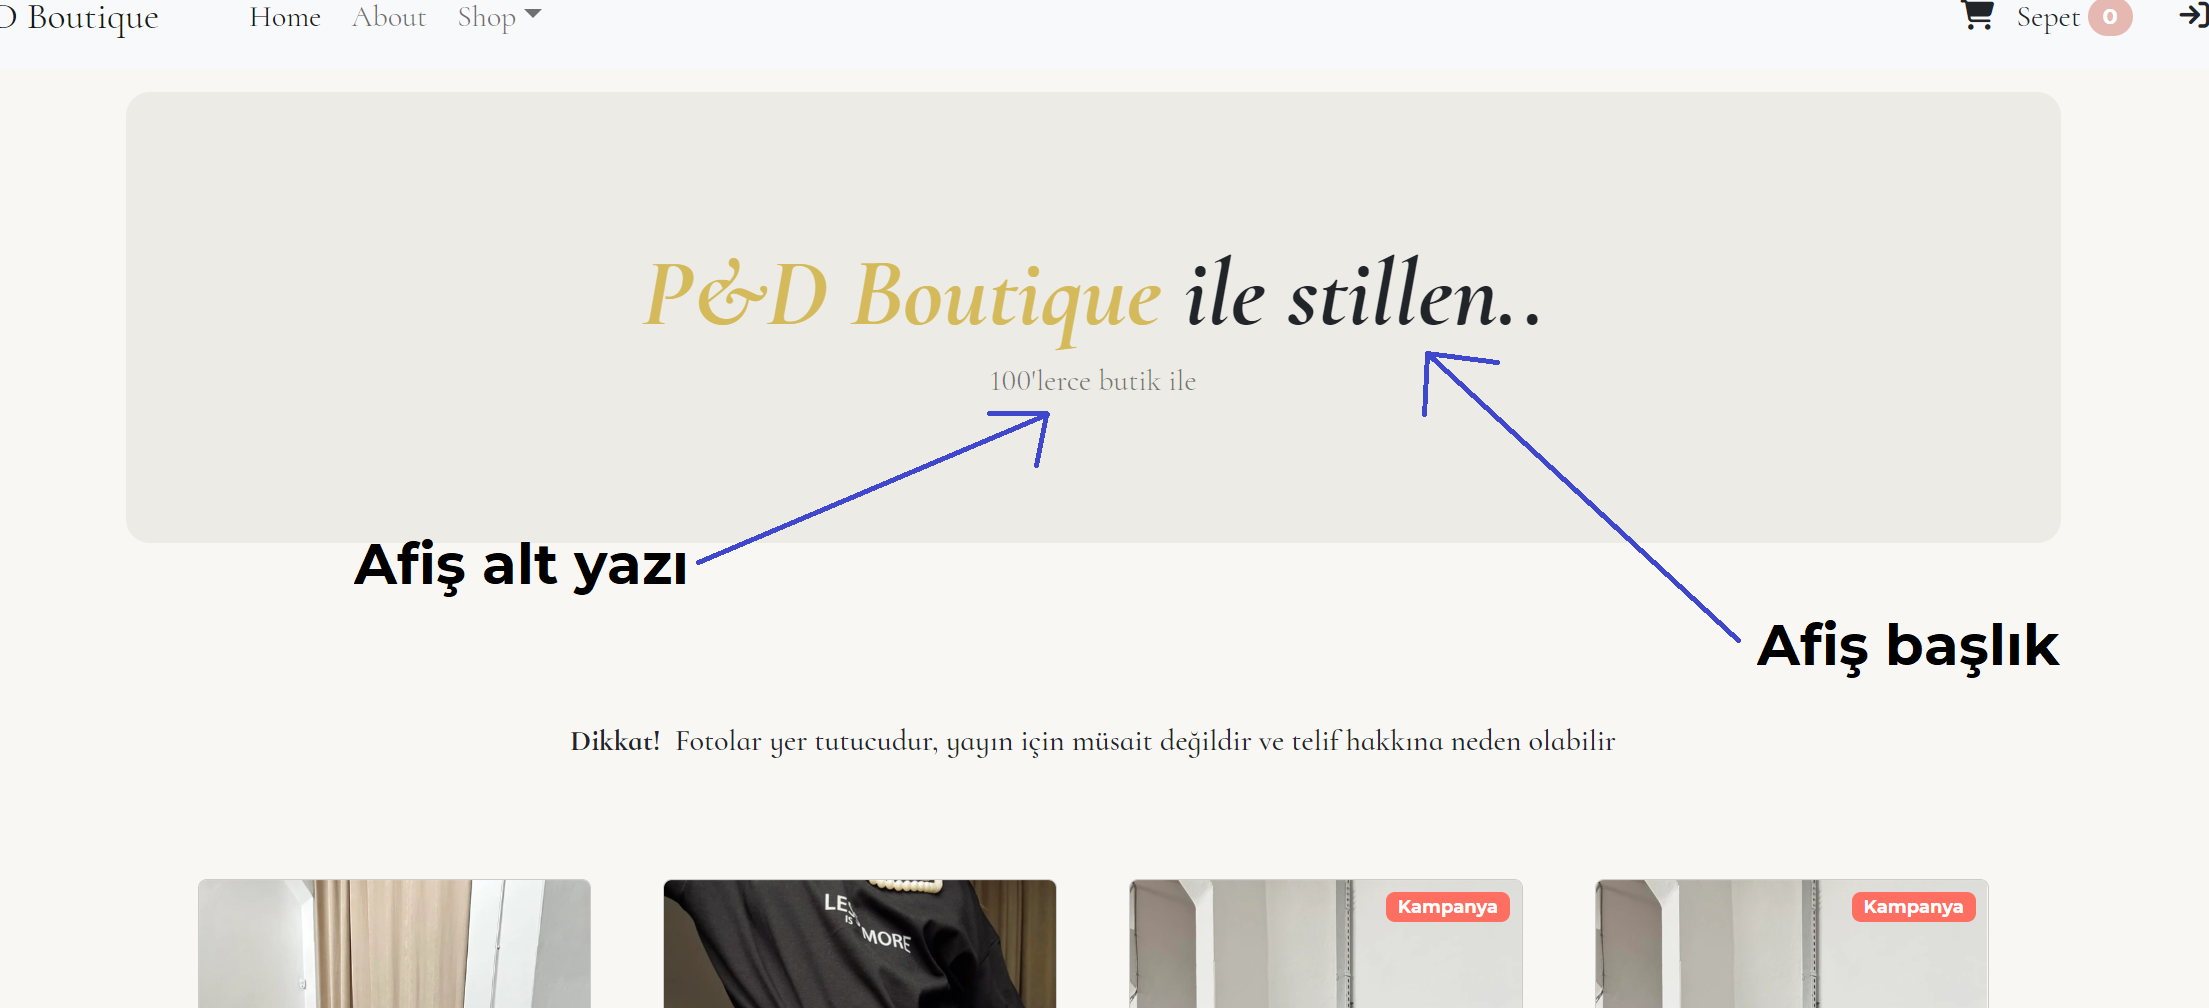 D Boutique Home About Shop Sepet 0
P&D Boutique ile stillen..
100'lerce butik ile
Afiş alt yazı
Afiş başlık
Dikkat! Fotolar yer tutucudur, yayın için müsait değildir ve telif hakkına neden olabilir
Kampanya Kampanya
IS
MORE